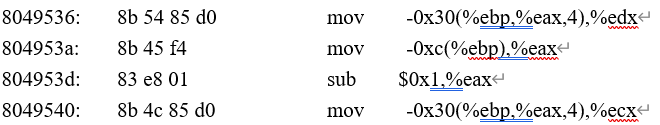 8049536: 8b 54 85 d0 mov -0x30(%ebp,%eax,4),%edx↵
804953a: 8b 45 f4 mov -0xc(%ebp),%eax↵
804953d: 83 e8 01 sub $0x1,%eax↵
8049540: 8b 4c 85 d0 mov -0x30(%ebp,%eax,4),%ecx↵